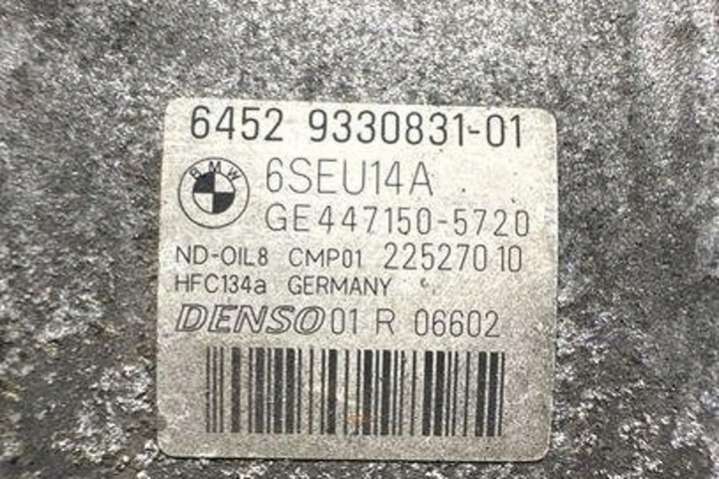 6452 9330831-01
BMW 6SEU14A
GE447150-5720
ND-OIL8 CMP01 22527010
HFC134a GERMANY
DENSO 01 R 06602